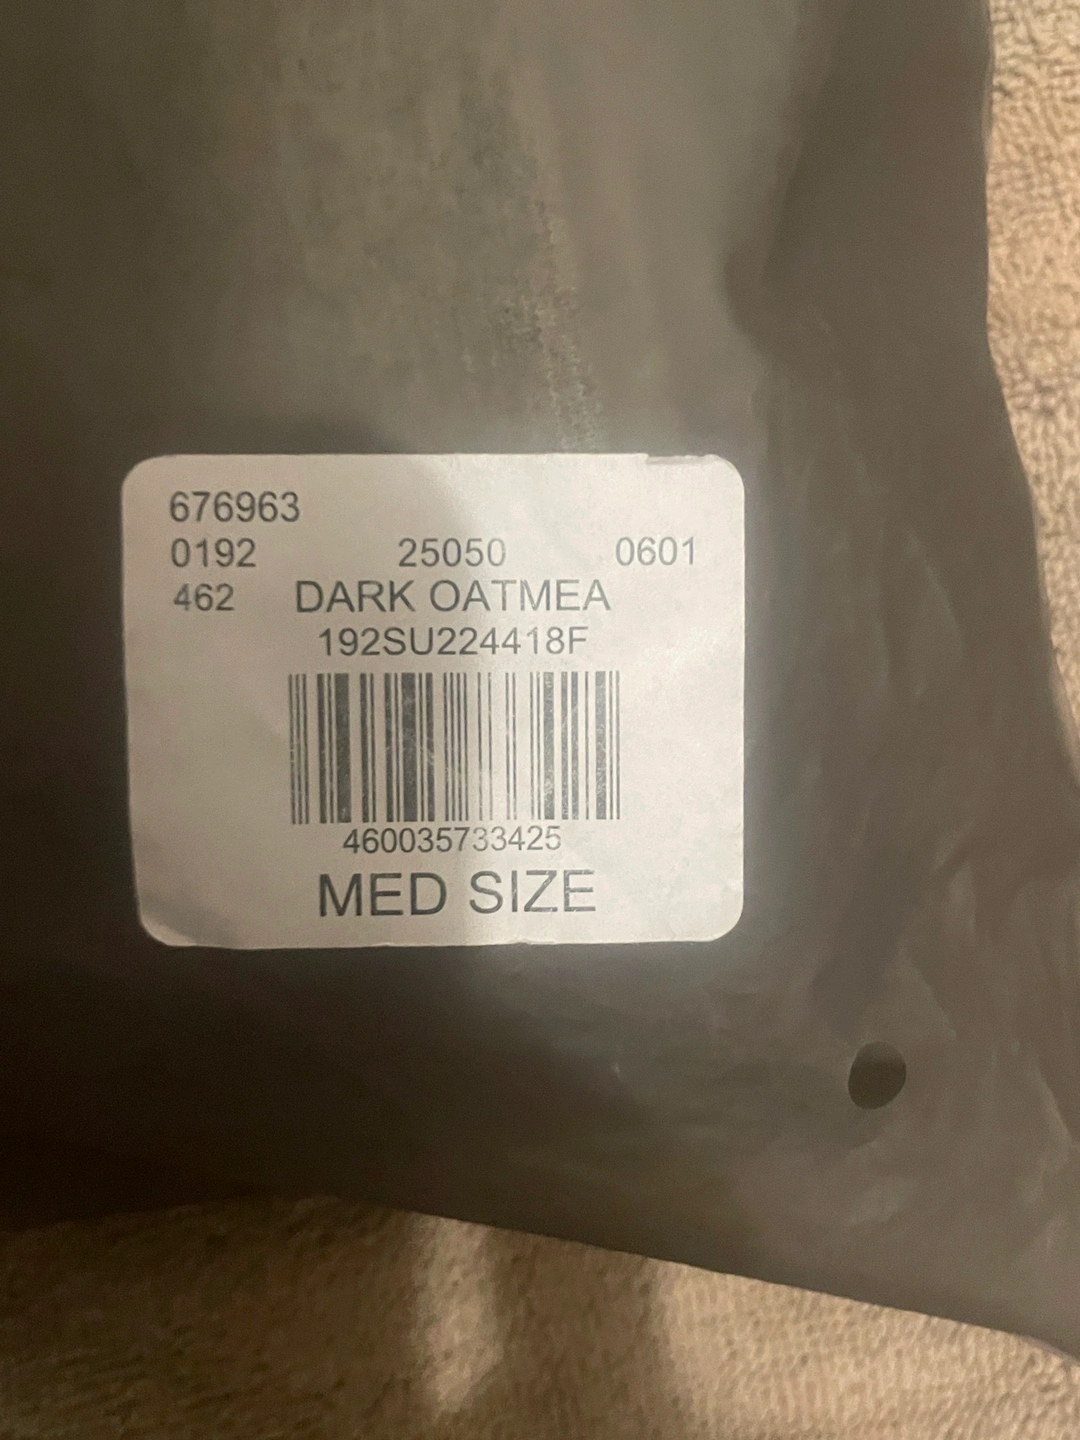 676963
0192 25050 0601
462 DARK OATMEA
192SU224418F
460035733425
MED SIZE